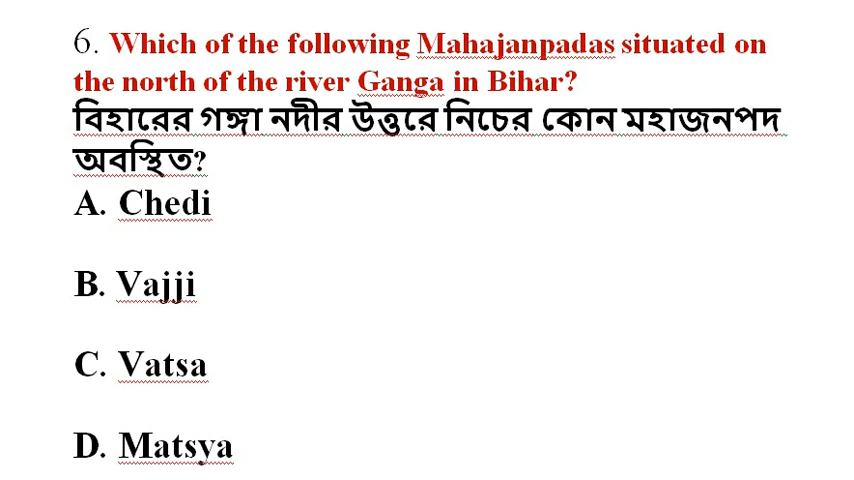 6. Which of the following Mahajanpadas situated on
the north of the river Ganga in Bihar?
বিহারের গঙ্গা নদীর উত্তরে নিচের কোন মহাজনপদ
অবস্থিত?
A. Chedi
B. Vajji
C. Vatsa
D. Matsya